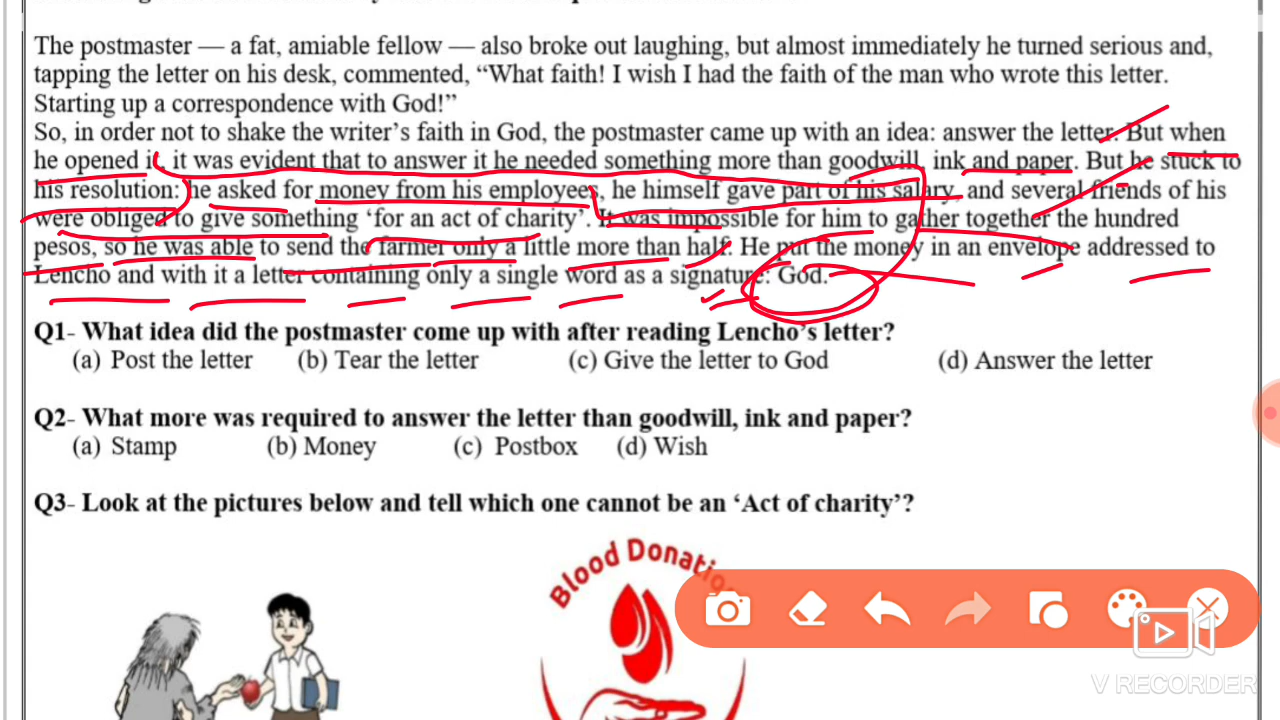 The postmaster — a fat, amiable fellow — also broke out laughing, but almost immediately he turned serious and,
tapping the letter on his desk, commented, “What faith! I wish I had the faith of the man who wrote this letter.
Starting up a correspondence with God!”
So, in order not to shake the writer’s faith in God, the postmaster came up with an idea: answer the letter. But when
he opened it, it was evident that to answer it he needed something more than goodwill, ink and paper. But he stuck to
his resolution: he asked for money from his employees, he himself gave part of his salary, and several friends of his
were obliged to give something ‘for an act of charity’. It was impossible for him to gather together the hundred
pesos, so he was able to send the farmer only a little more than half. He put the money in an envelope addressed to
Lencho and with it a letter containing only a single word as a signature: God.
Q1- What idea did the postmaster come up with after reading Lencho’s letter?
(a) Post the letter (b) Tear the letter (c) Give the letter to God (d) Answer the letter
Q2- What more was required to answer the letter than goodwill, ink and paper?
(a) Stamp (b) Money (c) Postbox (d) Wish
Q3- Look at the pictures below and tell which one cannot be an ‘Act of charity’?
Blood Donation
V RECORDER